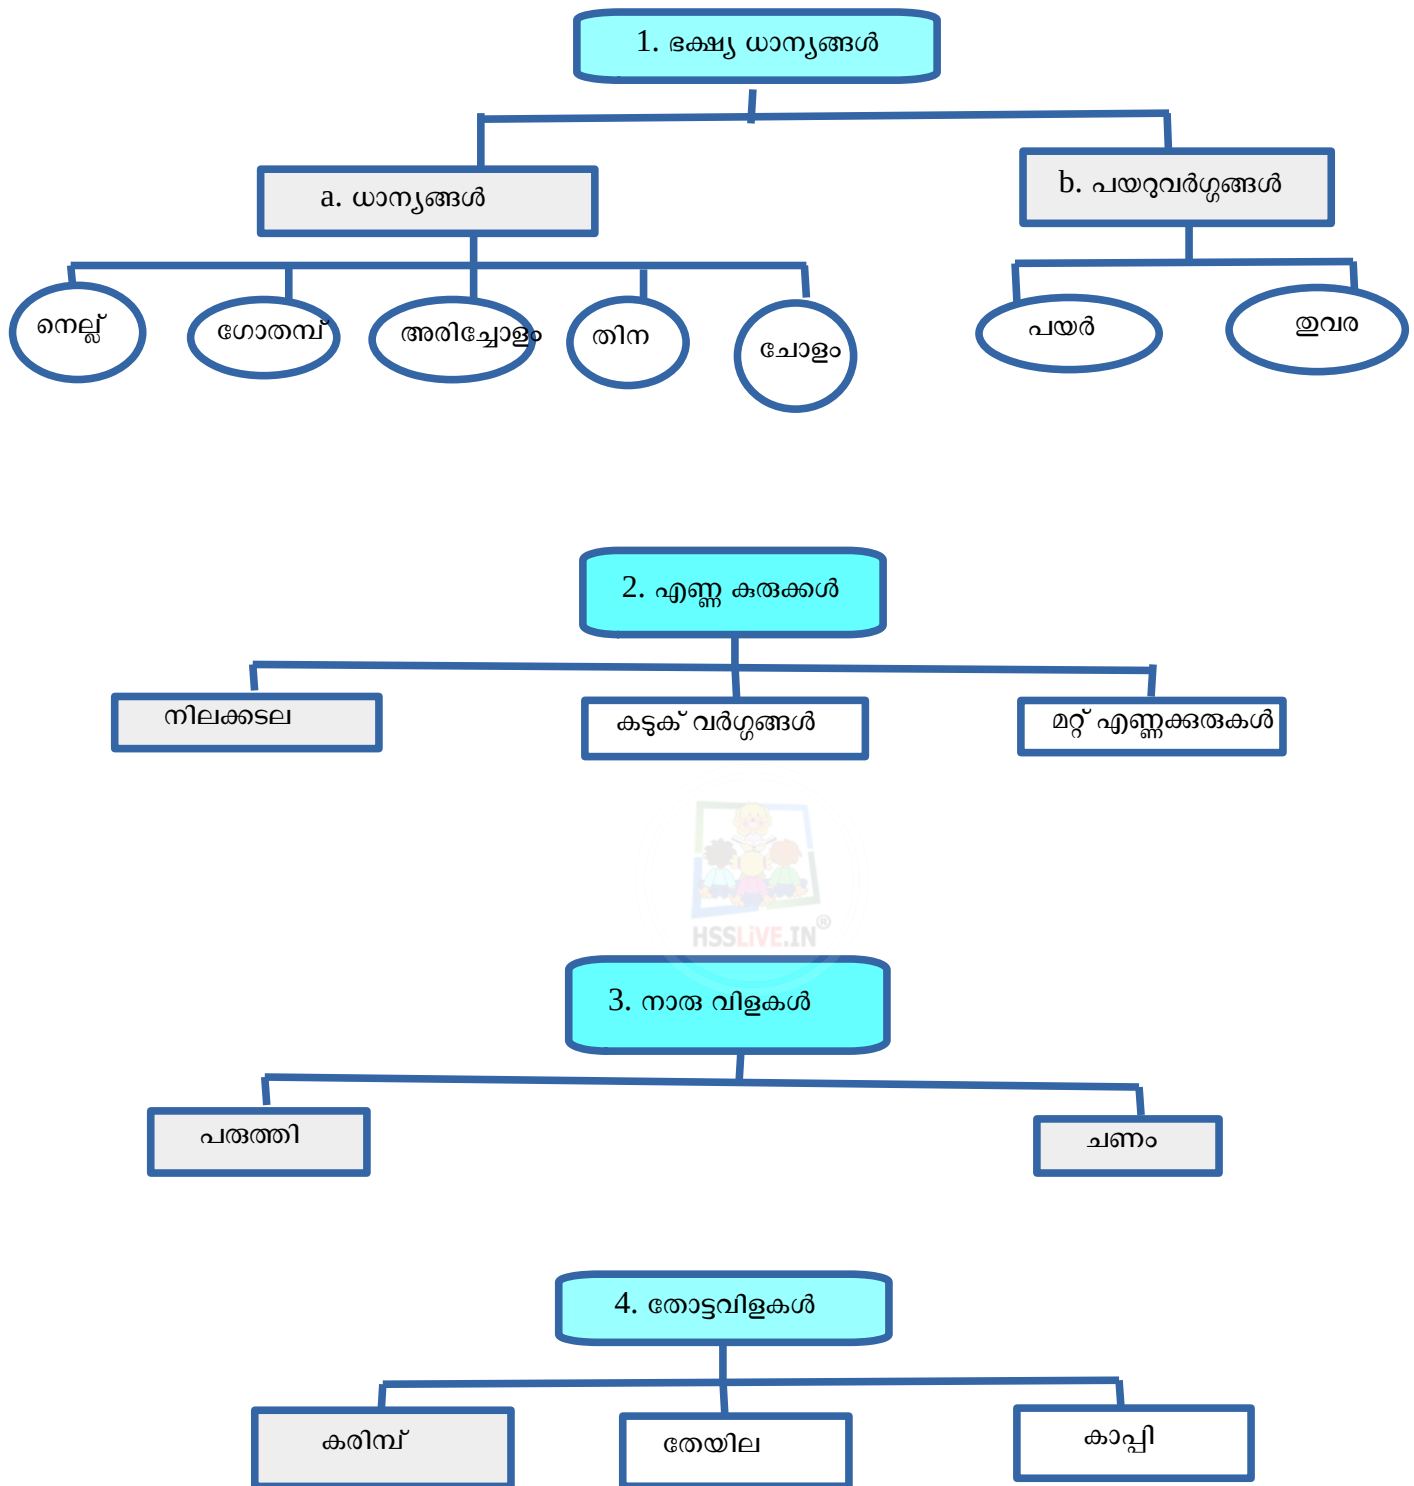 1. ഭക്ഷ്യ ധാന്യങ്ങൾ
a. ധാന്യങ്ങൾ
b. പയറുവർഗ്ഗങ്ങൾ
നെല്ല്
ഗോതമ്പ്
അരിച്ചോളം
തിന
ചോളം
പയർ
തുവര
2. എണ്ണ കുരുക്കൾ
നിലക്കടല
കടുക് വർഗ്ഗങ്ങൾ
മറ്റ് എണ്ണക്കുരുകൾ
HSSLiVE.IN®
3. നാരു വിളകൾ
പരുത്തി
ചണം
4. തോട്ടവിളകൾ
കരിമ്പ്
തേയില
കാപ്പി